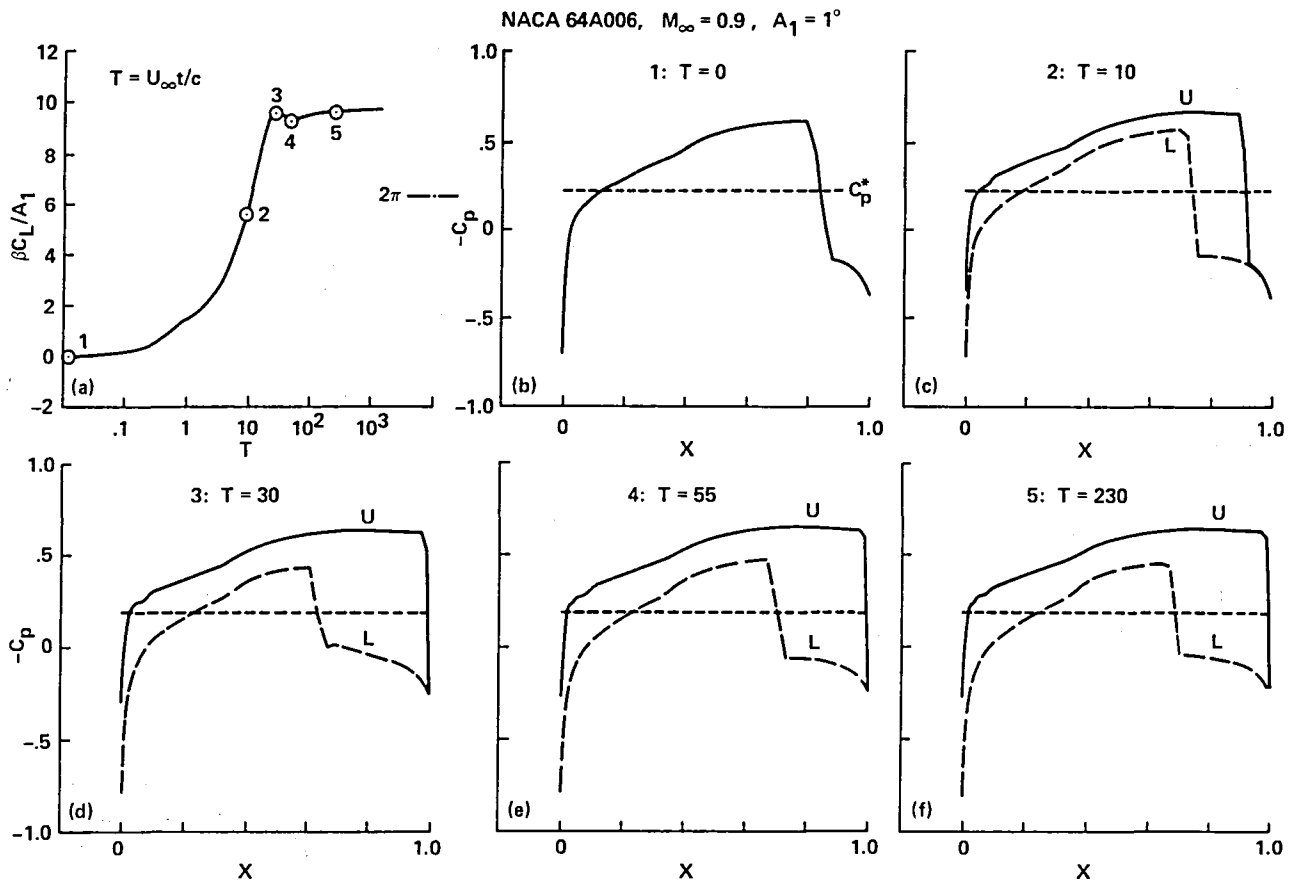 NACA 64A006, M∞ = 0.9, A1 = 1°
12
10
8
6
4
2
0
-2
βCL/A1
T = U∞t/c
1
2
3
4
5
2π
(a)
.1
1
10
10²
10³
T
1.0
.5
0
-.5
-1.0
-Cp
1: T = 0
Cp*
(b)
0
1.0
X
2: T = 10
U
L
(c)
0
1.0
X
1.0
.5
0
-.5
-1.0
-Cp
3: T = 30
U
L
(d)
0
1.0
X
4: T = 55
U
L
(e)
0
1.0
X
5: T = 230
U
L
(f)
0
1.0
X